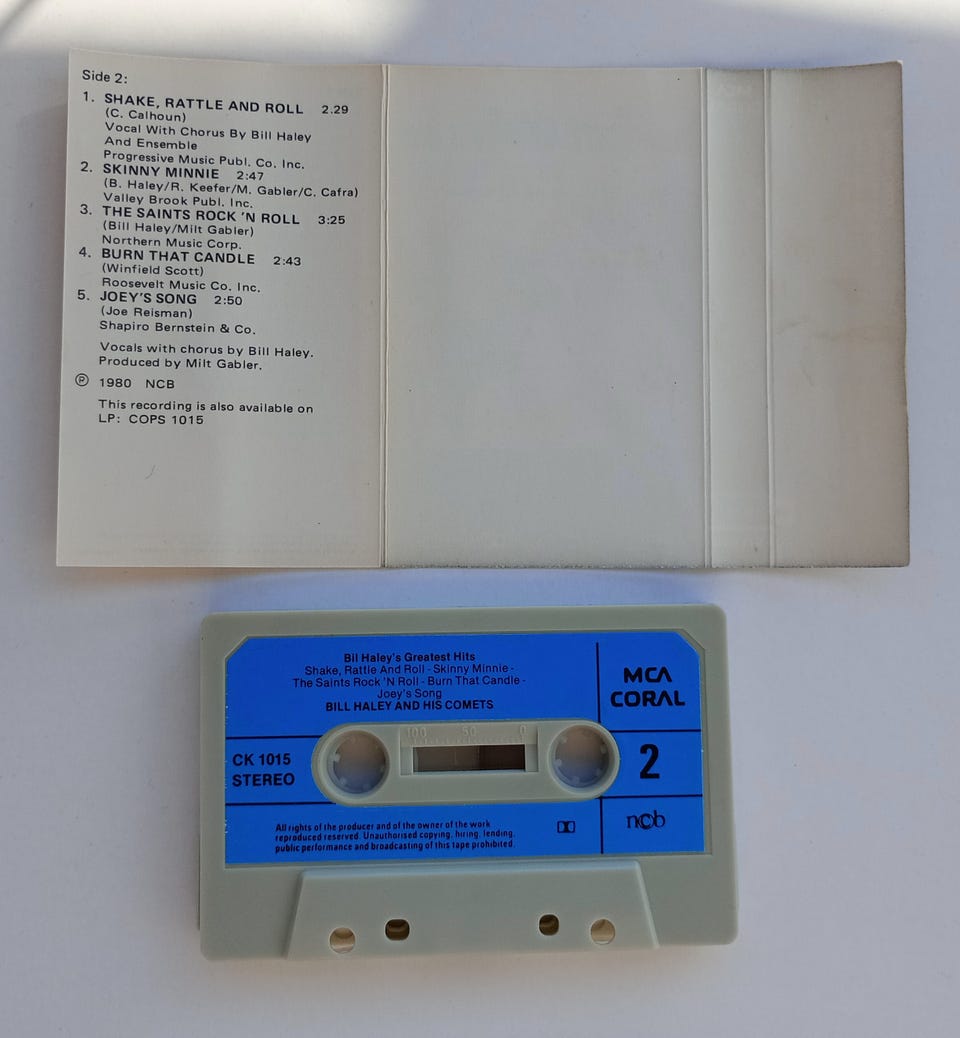 Side 2:
1. SHAKE, RATTLE AND ROLL 2.29
(C. Calhoun)
Vocal With Chorus By Bill Haley
And Ensemble
Progressive Music Publ. Co. Inc.
2. SKINNY MINNIE 2:47
(B. Haley/R. Keefer/M. Gabler/C. Cafra)
Valley Brook Publ. Inc.
3. THE SAINTS ROCK 'N ROLL 3:25
(Bill Haley/Milt Gabler)
Northern Music Corp.
4. BURN THAT CANDLE 2:43
(Winfield Scott)
Roosevelt Music Co. Inc.
5. JOEY'S SONG 2:50
(Joe Reisman)
Shapiro Bernstein & Co.
Vocals with chorus by Bill Haley.
Produced by Milt Gabler.
℗ 1980 NCB
This recording is also available on
LP: COPS 1015
Bil Haley's Greatest Hits
Shake, Rattle And Roll - Skinny Minnie -
The Saints Rock 'N Roll - Burn That Candle -
Joey's Song
BILL HALEY AND HIS COMETS
MCA
CORAL
100 50 0
CK 1015
STEREO
2
All rights of the producer and of the owner of the work
reproduced reserved. Unauthorised copying, hiring, lending,
public performance and broadcasting of this tape prohibited.
ncb